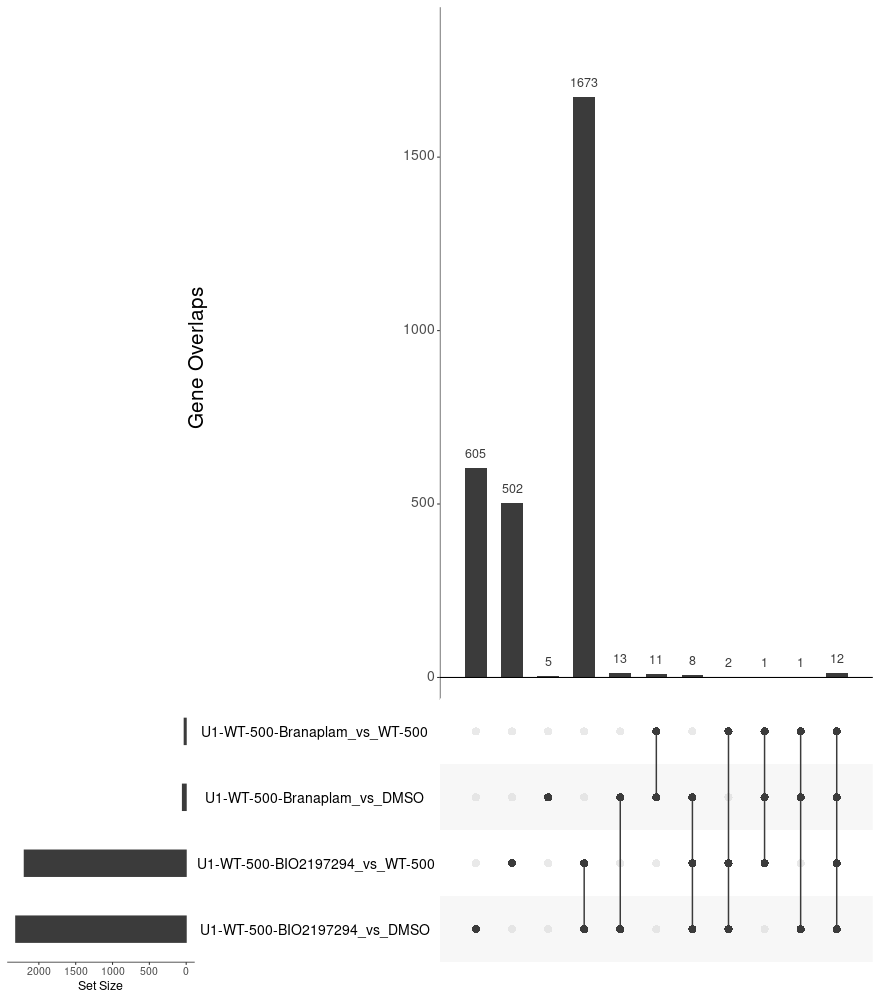 1673
1500
1000
Gene Overlaps
605
502
500
5
13
11
8
2
1
1
12
0
U1-WT-500-Branaplam_vs_WT-500
U1-WT-500-Branaplam_vs_DMSO
U1-WT-500-BIO2197294_vs_WT-500
U1-WT-500-BIO2197294_vs_DMSO
2000 1500 1000 500 0
Set Size